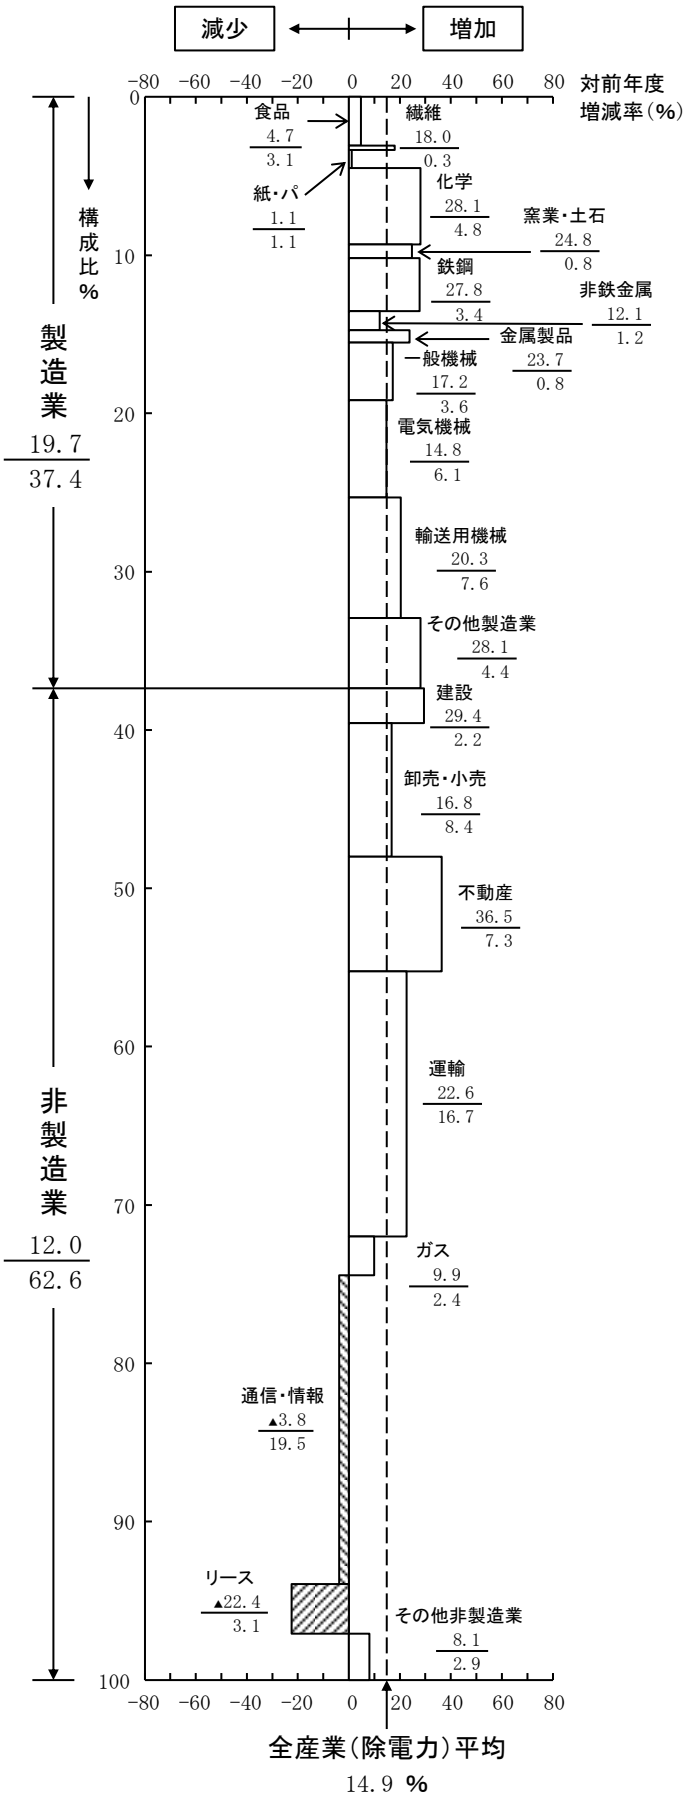 減少 増加
-80 -60 -40 -20 0 20 40 60 80 対前年度
増減率(%)
0
10
20
30
40
50
60
70
80
90
100
構成比%
製造業
19.7
37.4
非製造業
12.0
62.6
食品
4.7
3.1
繊維
18.0
0.3
紙・パ
1.1
1.1
化学
28.1
4.8
窯業・土石
24.8
0.8
鉄鋼
27.8
3.4
非鉄金属
12.1
1.2
金属製品
23.7
0.8
一般機械
17.2
3.6
電気機械
14.8
6.1
輸送用機械
20.3
7.6
その他製造業
28.1
4.4
建設
29.4
2.2
卸売・小売
16.8
8.4
不動産
36.5
7.3
運輸
22.6
16.7
ガス
9.9
2.4
通信・情報
▲3.8
19.5
リース
▲22.4
3.1
その他非製造業
8.1
2.9
-80 -60 -40 -20 0 20 40 60 80
全産業(除電力)平均
14.9 %